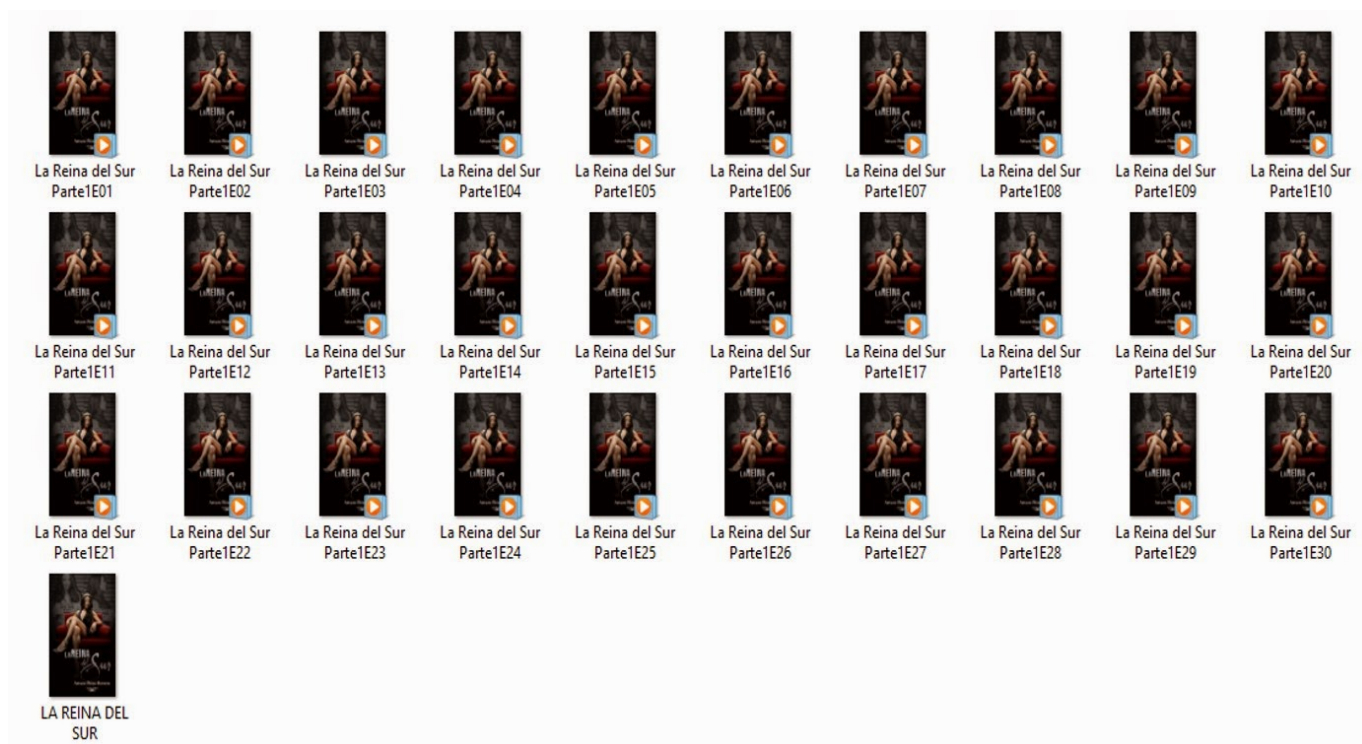 La Reina del Sur La Reina del Sur La Reina del Sur La Reina del Sur La Reina del Sur La Reina del Sur La Reina del Sur La Reina del Sur La Reina del Sur La Reina del Sur
Parte1E01 Parte1E02 Parte1E03 Parte1E04 Parte1E05 Parte1E06 Parte1E07 Parte1E08 Parte1E09 Parte1E10
La Reina del Sur La Reina del Sur La Reina del Sur La Reina del Sur La Reina del Sur La Reina del Sur La Reina del Sur La Reina del Sur La Reina del Sur La Reina del Sur
Parte1E11 Parte1E12 Parte1E13 Parte1E14 Parte1E15 Parte1E16 Parte1E17 Parte1E18 Parte1E19 Parte1E20
La Reina del Sur La Reina del Sur La Reina del Sur La Reina del Sur La Reina del Sur La Reina del Sur La Reina del Sur La Reina del Sur La Reina del Sur La Reina del Sur
Parte1E21 Parte1E22 Parte1E23 Parte1E24 Parte1E25 Parte1E26 Parte1E27 Parte1E28 Parte1E29 Parte1E30
LA REINA DEL
SUR